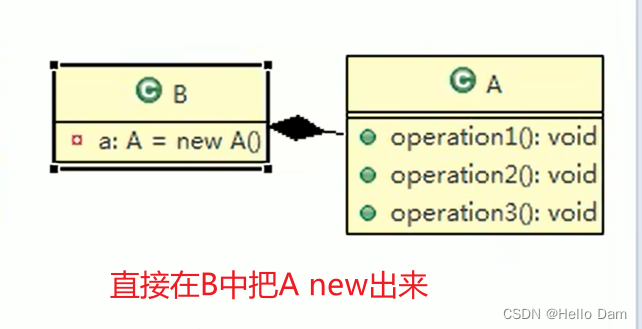 C B
a: A = new A()
C A
operation1(): void
operation2(): void
operation3(): void
直接在B中把A new出来
CSDN @Hello Dam